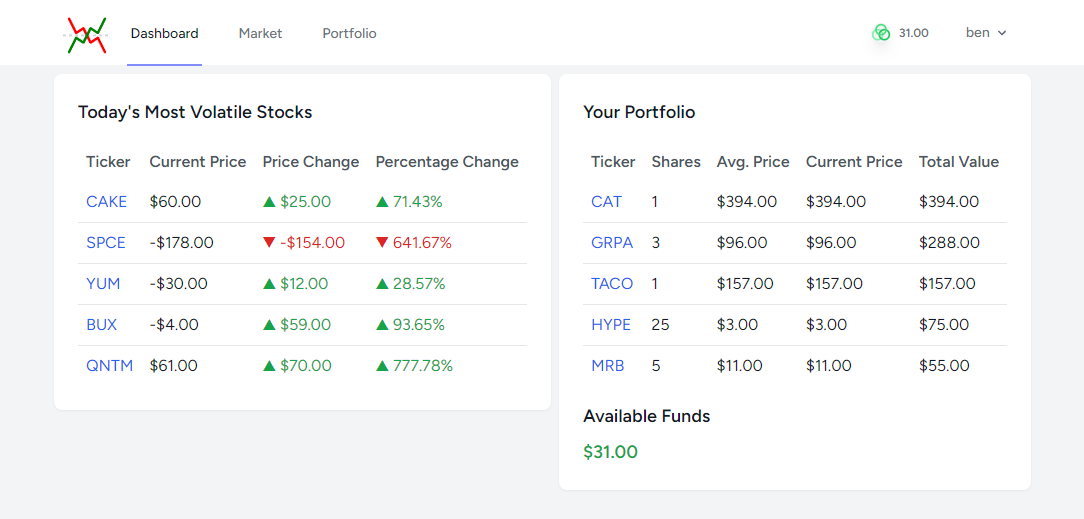 Dashboard Market Portfolio 31.00 ben
Today's Most Volatile Stocks
Ticker Current Price Price Change Percentage Change
CAKE $60.00 ▲ $25.00 ▲ 71.43%
SPCE -$178.00 ▼ -$154.00 ▼ 641.67%
YUM -$30.00 ▲ $12.00 ▲ 28.57%
BUX -$4.00 ▲ $59.00 ▲ 93.65%
QNTM $61.00 ▲ $70.00 ▲ 777.78%
Your Portfolio
Ticker Shares Avg. Price Current Price Total Value
CAT 1 $394.00 $394.00 $394.00
GRPA 3 $96.00 $96.00 $288.00
TACO 1 $157.00 $157.00 $157.00
HYPE 25 $3.00 $3.00 $75.00
MRB 5 $11.00 $11.00 $55.00
Available Funds
$31.00